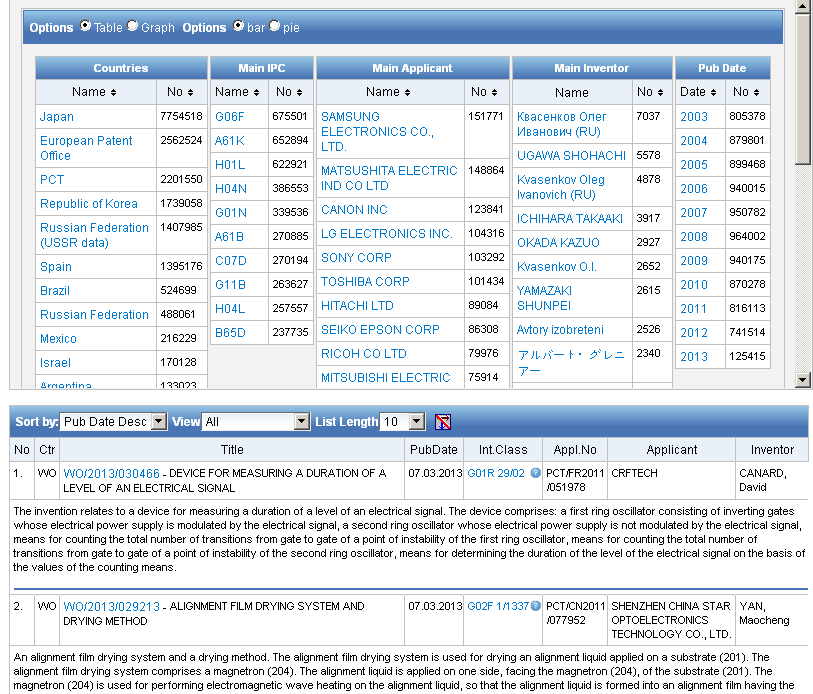 Options Table Graph Options bar pie
Countries Main IPC Main Applicant Main Inventor Pub Date
Name No Name No Name No Name No Date No
Japan 7754518
European Patent
Office 2562524
PCT 2201550
Republic of Korea 1739058
Russian Federation
(USSR data) 1407985
Spain 1395176
Brazil 524699
Russian Federation 488061
Mexico 216229
Israel 170128
Argentina 133023
G06F 675501
A61K 652894
H01L 622921
H04N 386553
G01N 339536
A61B 270885
C07D 270194
G11B 263627
H04L 257557
B65D 237735
SAMSUNG 151771
ELECTRONICS CO.,
LTD.
MATSUSHITA ELECTRIC 148864
IND CO LTD
CANON INC 123841
LG ELECTRONICS INC. 104316
SONY CORP 103292
TOSHIBA CORP 101434
HITACHI LTD 89084
SEIKO EPSON CORP 86308
RICOH CO LTD 79976
MITSUBISHI ELECTRIC 75914
Квасенков Олег 7037
Иванович (RU)
UGAWA SHOHACHI 5578
Kvasenkov Oleg 4878
Ivanovich (RU)
ICHIHARA TAKAAKI 3917
OKADA KAZUO 2927
Kvasenkov O.I. 2652
YAMAZAKI 2615
SHUNPEI
Avtory izobreteni 2526
アルバート・グレニ 2340
アー
2003 805378
2004 879801
2005 899468
2006 940015
2007 950782
2008 964002
2009 940175
2010 870278
2011 816113
2012 741514
2013 125415
Sort by: Pub Date Desc View All List Length 10
No Ctr Title PubDate Int.Class Appl.No Applicant Inventor
1. WO WO/2013/030466 - DEVICE FOR MEASURING A DURATION OF A 07.03.2013 G01R 29/02 PCT/FR2011 CRFTECH CANARD,
LEVEL OF AN ELECTRICAL SIGNAL /051978 David
The invention relates to a device for measuring a duration of a level of an electrical signal. The device comprises: a first ring oscillator consisting of inverting gates
whose electrical power supply is modulated by the electrical signal, a second ring oscillator whose electrical power supply is not modulated by the electrical signal,
means for counting the total number of transitions from gate to gate of a point of instability of the first ring oscillator, means for counting the total number of
transitions from gate to gate of a point of instability of the second ring oscillator, means for determining the duration of the level of the electrical signal on the basis of
the values of the counting means.
2. WO WO/2013/029213 - ALIGNMENT FILM DRYING SYSTEM AND 07.03.2013 G02F 1/1337 PCT/CN2011 SHENZHEN CHINA STAR YAN,
DRYING METHOD /077952 OPTOELECTRONICS Maocheng
TECHNOLOGY CO., LTD.
An alignment film drying system and a drying method. The alignment film drying system is used for drying an alignment liquid applied on a substrate (201). The
alignment film drying system comprises a magnetron (204). The alignment liquid is applied on one side, facing the magnetron (204), of the substrate (201). The
magnetron (204) is used for performing electromagnetic wave heating on the alignment liquid, so that the alignment liquid is formed into an alignment film having the